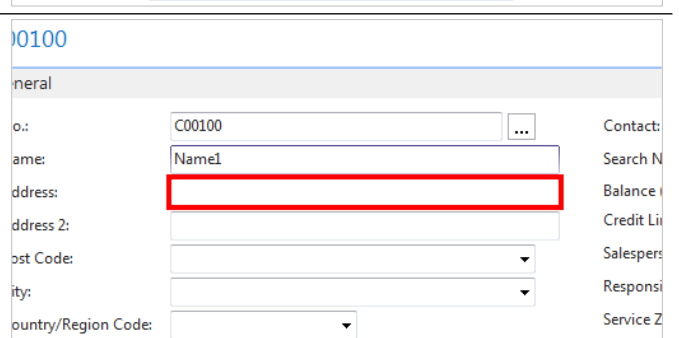 00100
neral
o.: C00100 ... Contact:
ame: Name1 Search N
ddress: Balance (
ddress 2: Credit Li
ost Code: Salespers
ity: Responsi
ountry/Region Code: Service Z